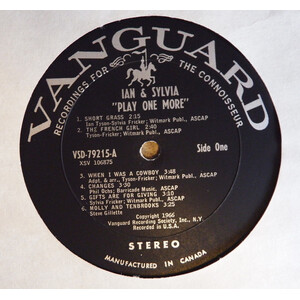 VANGUARD
RECORDINGS FOR THE CONNOISSEUR
IAN & SYLVIA
"PLAY ONE MORE"
1. SHORT GRASS 2:15
Ian Tyson-Sylvia Fricker; Witmark Publ., ASCAP
2. THE FRENCH GIRL 2:40
Tyson-Fricker; Witmark Publ., ASCAP
VSD-79215-A Side One
XSV 106875
3. WHEN I WAS A COWBOY 3:48
Adpt. & arr., Tyson-Fricker; Witmark Publ., ASCAP
4. CHANGES 3:30
Phil Ochs; Barricade Music, ASCAP
5. GIFTS ARE FOR GIVING 3:10
Sylvia Fricker; Witmark Publ., ASCAP
6. MOLLY AND TENBROOKS 2:25
Steve Gillette
Copyright 1966
Vanguard Recording Society, Inc., N.Y
Recorded in U.S.A.
STEREO
MANUFACTURED IN CANADA